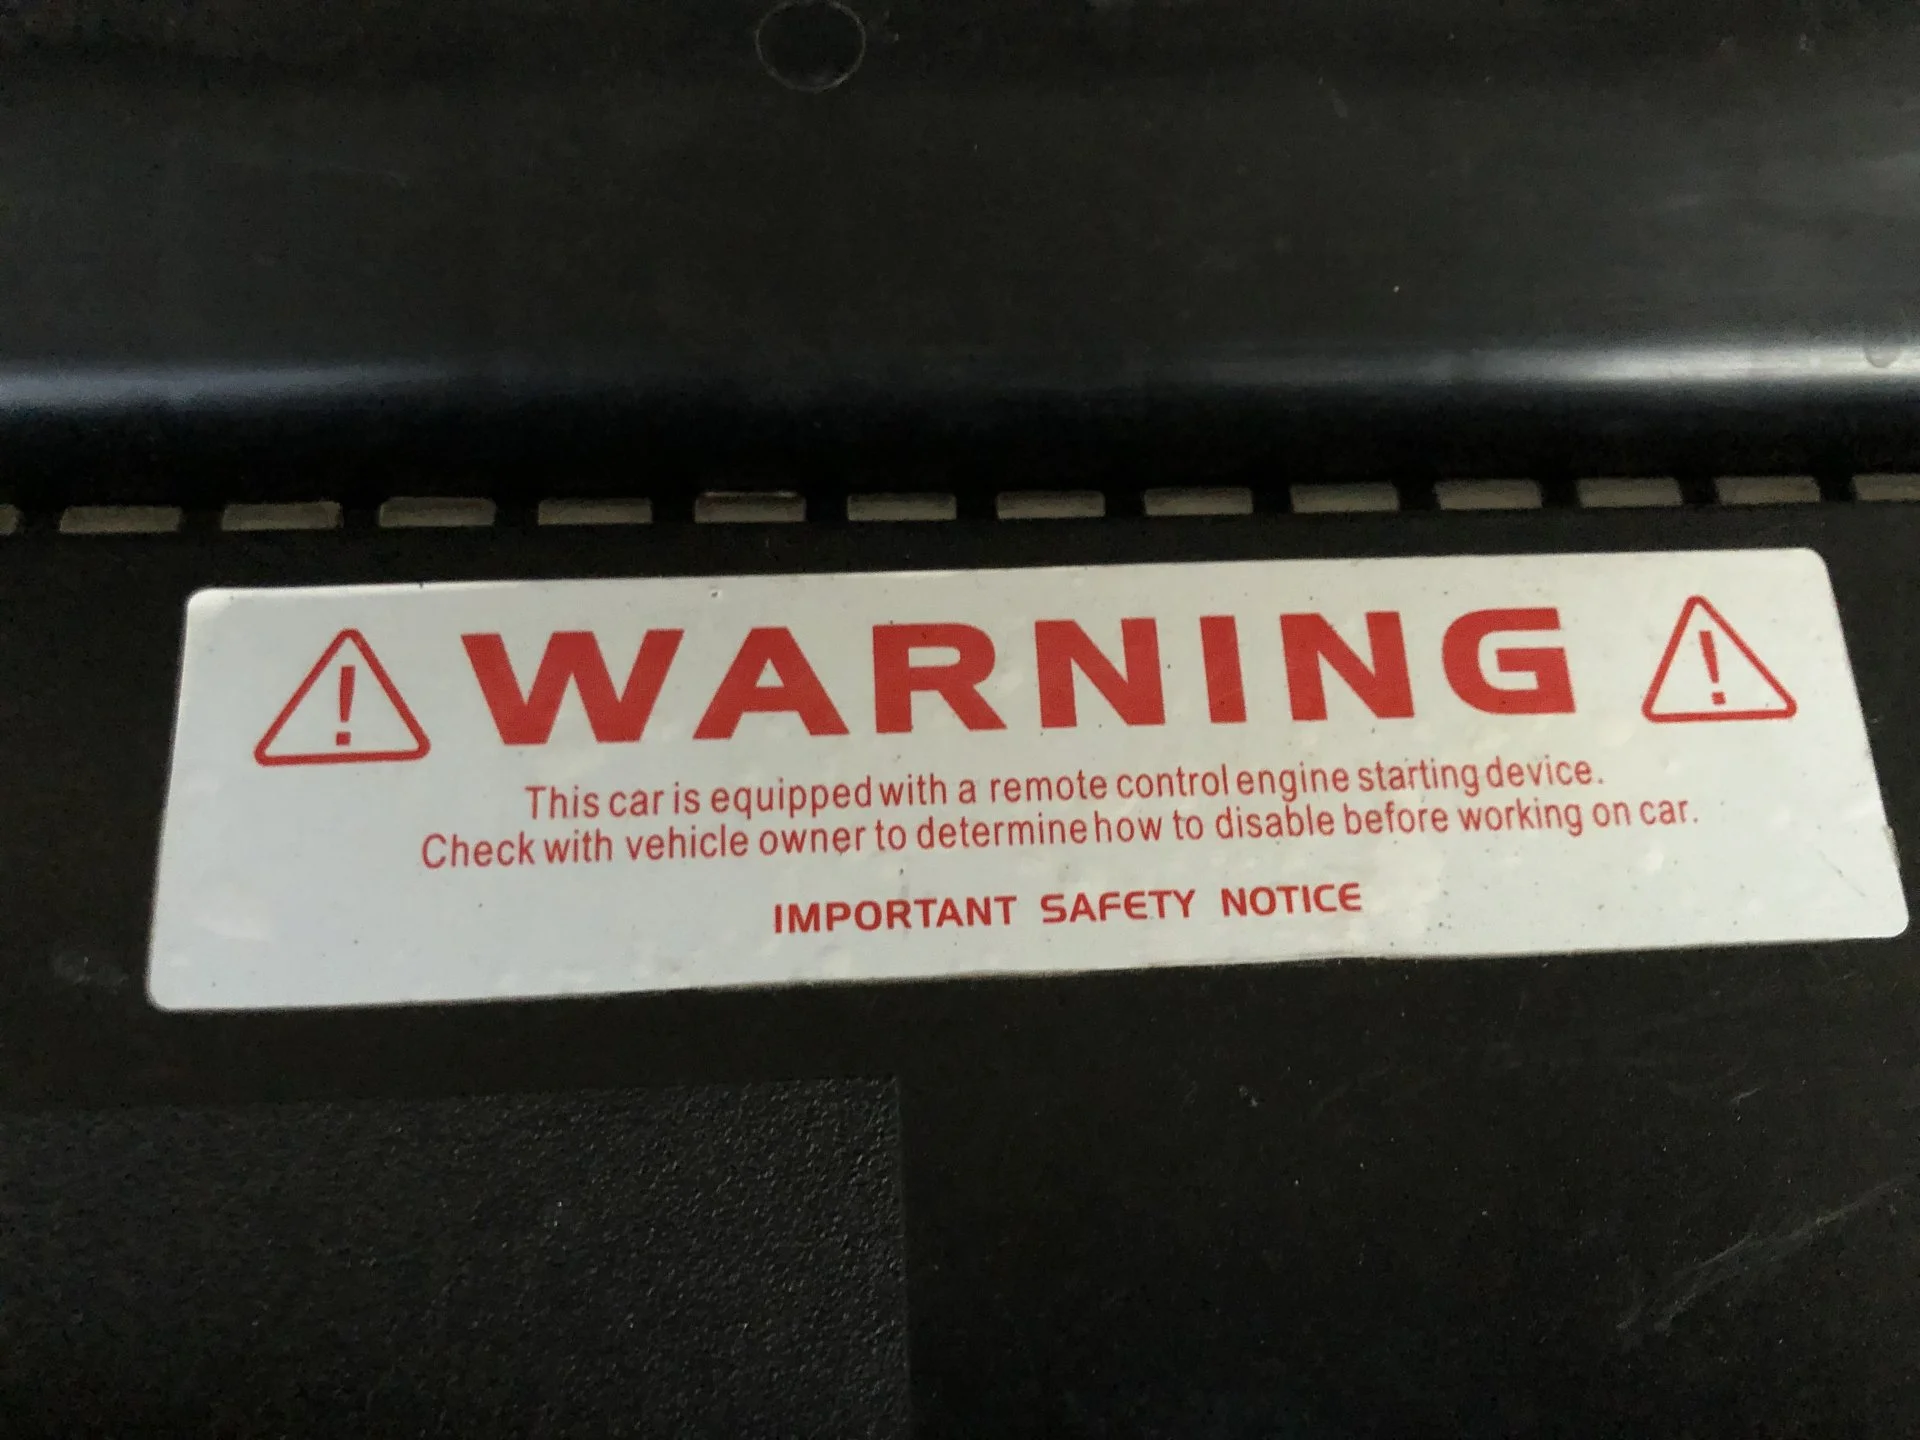 WARNING
This car is equipped with a remote control engine starting device.
Check with vehicle owner to determine how to disable before working on car.
IMPORTANT SAFETY NOTICE